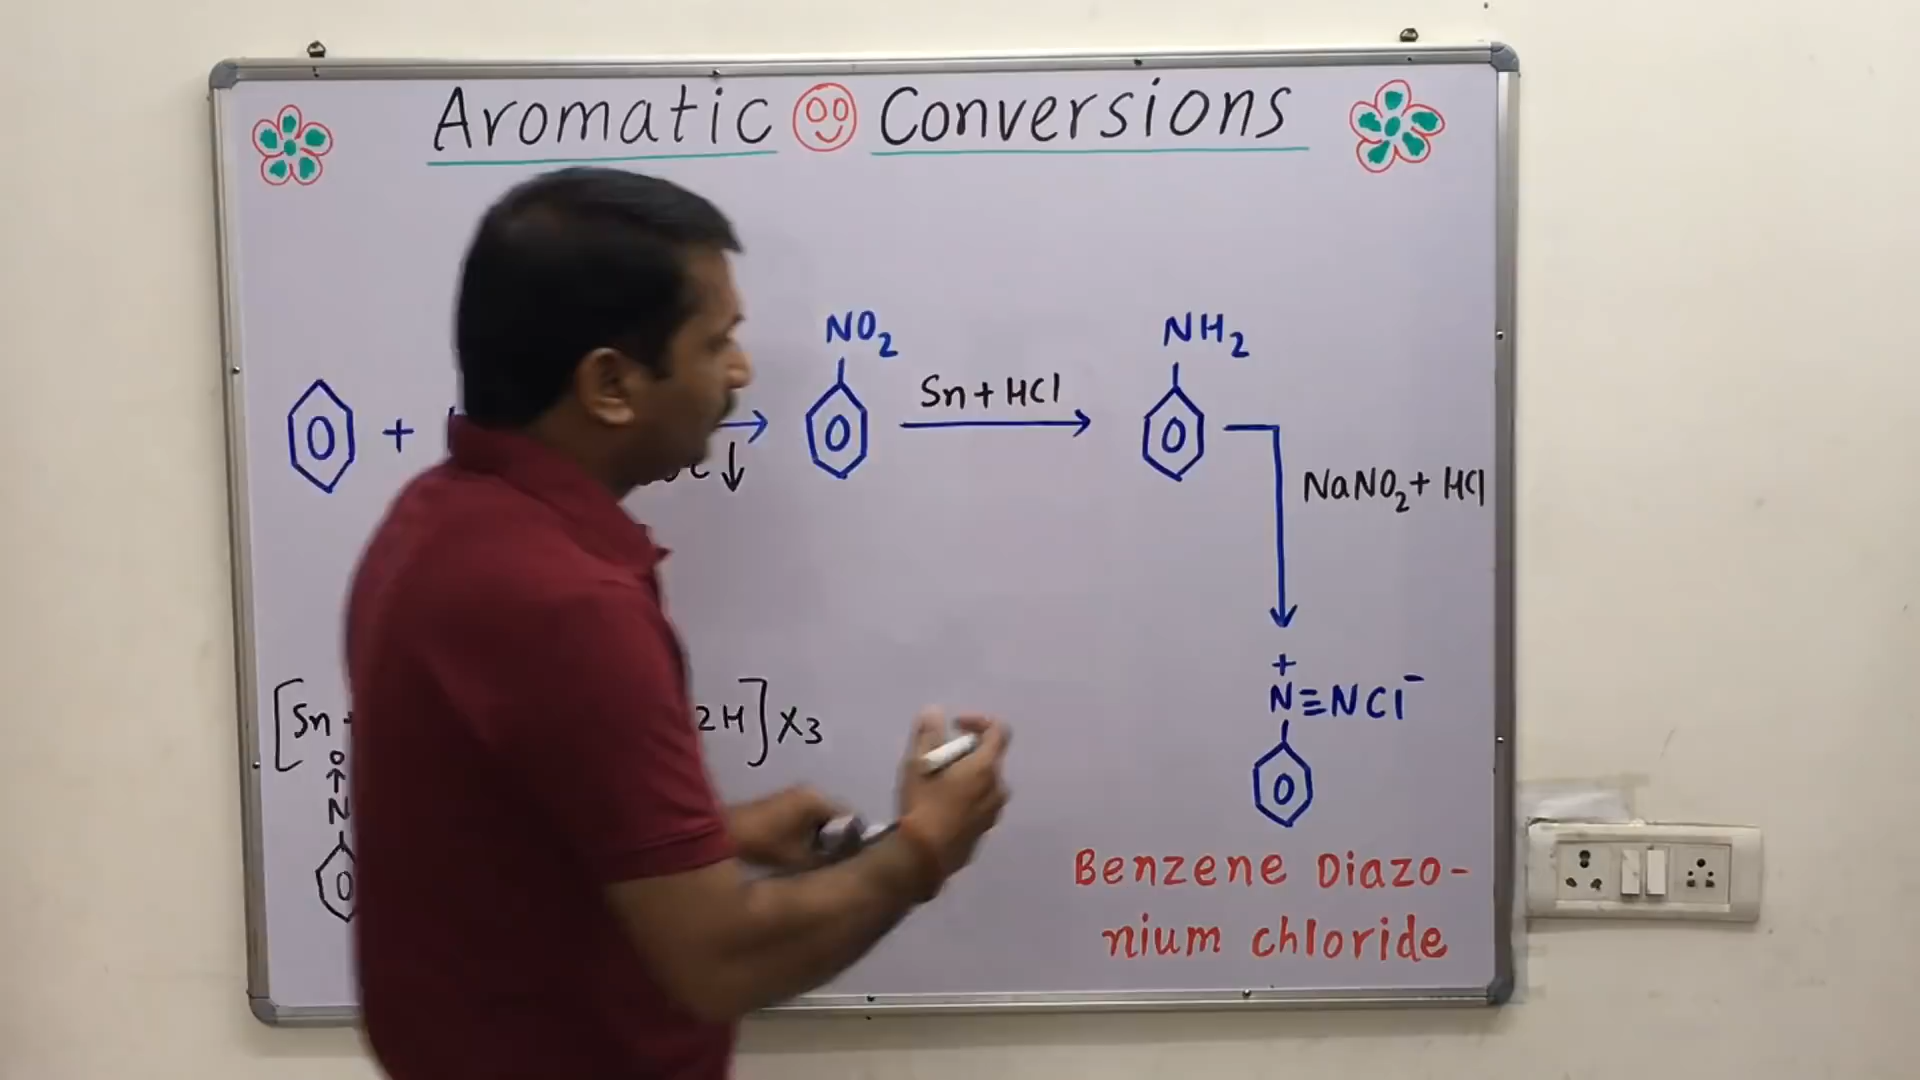 Aromatic Conversions
NO2
NH2
+
Sn + HCl
NaNO2 + HCl
+
N≡NCl⁻
[Sn
2H] x3
O
↑
N
Benzene Diazo-
nium chloride